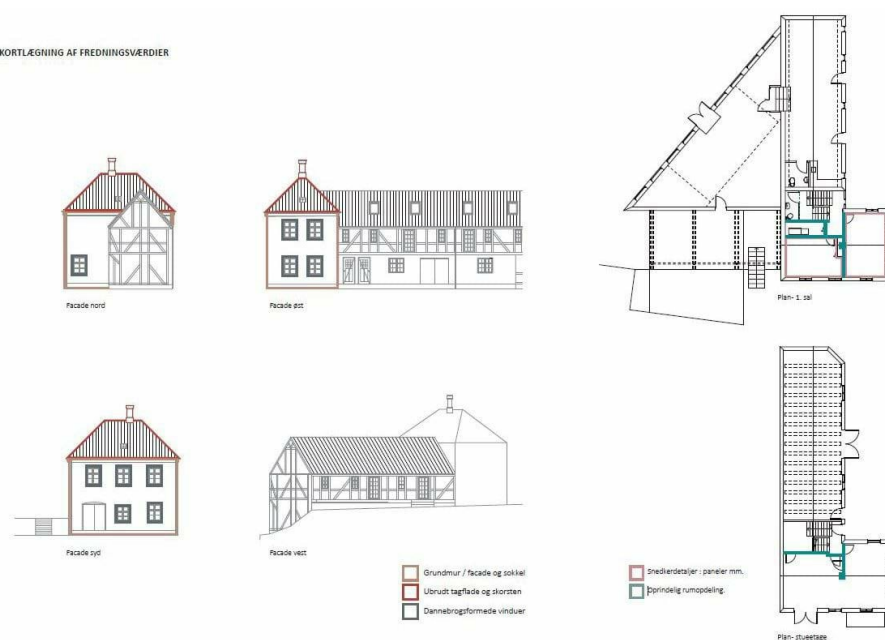 KORTLÆGNING AF FREDNINGSVÆRDIER
Facade nord
Facade øst
Plan- 1. sal
Facade syd
Facade vest
Grundmur / facade og sokkel
Ubrudt tagflade og skorsten
Dannebrogsformede vinduer
Snedkerdetaljer : paneler mm.
Oprindelig rumopdeling.
Plan- stueetage